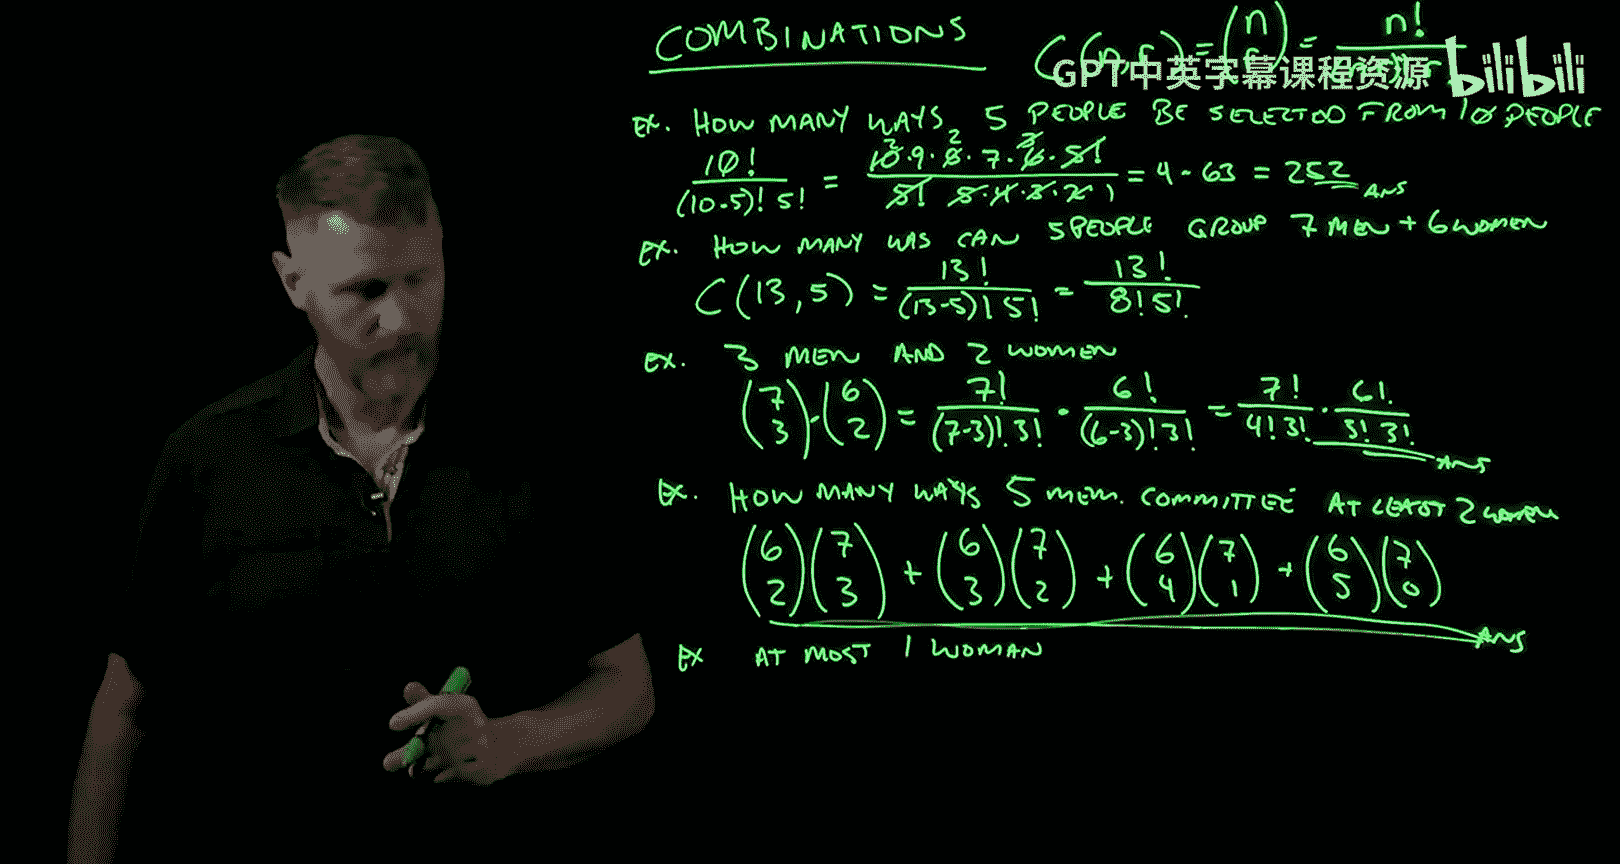 COMBINATIONS C(n,r) = (n r) = n!
GPT中英字幕课程资源 bilibili
EX. HOW MANY WAYS, 5 PEOPLE BE SELECTED FROM 10 PEOPLE
10! / (10-5)! 5! = 10·9·8·7·6·5! / 5! 5·4·3·2·1 = 4·63 = 252 ANS
EX. HOW MANY WAS CAN 5 PEOPLE GROUP 7 MEN + 6 WOMEN
C(13,5) = 13! / (13-5)! 5! = 13! / 8! 5!
EX. 3 MEN AND 2 WOMEN
(7 3)·(6 2) = 7! / (7-3)! 3! · 6! / (6-3)! 3! = 7! / 4! 3! · 6! / 3! 3! ANS
EX. HOW MANY WAYS 5 MEM. COMMITTEE AT LEAST 2 WOMEN
(6 2)(7 3) + (6 3)(7 2) + (6 4)(7 1) + (6 5)(7 0) ANS
EX AT MOST 1 WOMAN